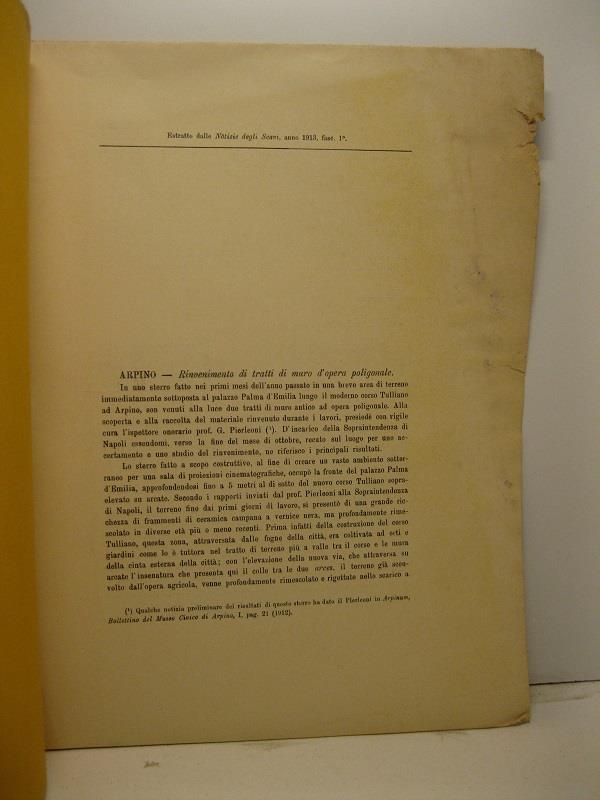 Estratto dalle Notizie degli Scavi, anno 1913, fasc. 1°.
ARPINO — Rinvenimento di tratti di muro d'opera poligonale.
In uno sterro fatto nei primi mesi dell'anno passato in una breve area di terreno
immediatamente sottoposta al palazzo Palma d'Emilia lungo il moderno corso Tulliano
ad Arpino, son venuti alla luce due tratti di muro antico ad opera poligonale. Alla
scoperta e alla raccolta del materiale rinvenuto durante i lavori, presiedè con vigile
cura l'ispettore onorario prof. G. Pierleoni (¹). D'incarico della Sopraintendenza di
Napoli essendomi, verso la fine del mese di ottobre, recato sul luogo per uno ac-
certamento e uno studio del rinvenimento, ne riferisco i principali risultati.
Lo sterro fatto a scopo costruttivo, al fine di creare un vasto ambiente sotter-
raneo per una sala di proiezioni cinematografiche, occupò la fronte del palazzo Palma
d'Emilia, approfondendosi fino a 5 metri al di sotto del nuovo corso Tulliano sopra-
elevato su arcate. Secondo i rapporti inviati dal prof. Pierleoni alla Sopraintendenza
di Napoli, il terreno fine dai primi giorni di lavoro, si presentò di una grande ric-
chezza di frammenti di ceramica campana a vernice nera, ma profondamente rime-
scolato in diverse età più o meno recenti. Prima infatti della costruzione del corso
Tulliano, questa zona, attraversata dalle fogne della città, era coltivata ad orti e
giardini come lo è tuttora nel tratto di terreno più a valle tra il corso e le mura
della cinta esterna della città; con l'elevazione della nuova via, che attraversa su
arcate l'insenatura che presenta qui il colle tra le due arces, il terreno già scon-
volto dall'opera agricola, venne profondamente rimescolato e rigettato nello scarico a
(¹) Qualche notizia preliminare dei risultati di questo sterro ha dato il Pierleoni in Arpinum,
Bollettino del Museo Civico di Arpino, I, pag. 21 (1912).